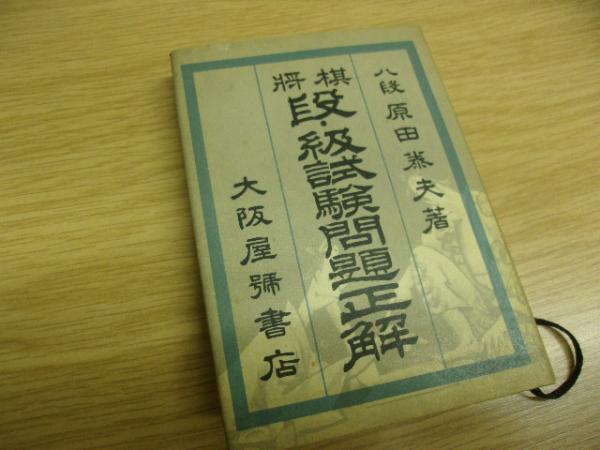 八段 原田泰夫著
将棋
段・級試験問題正解
大阪屋號書店